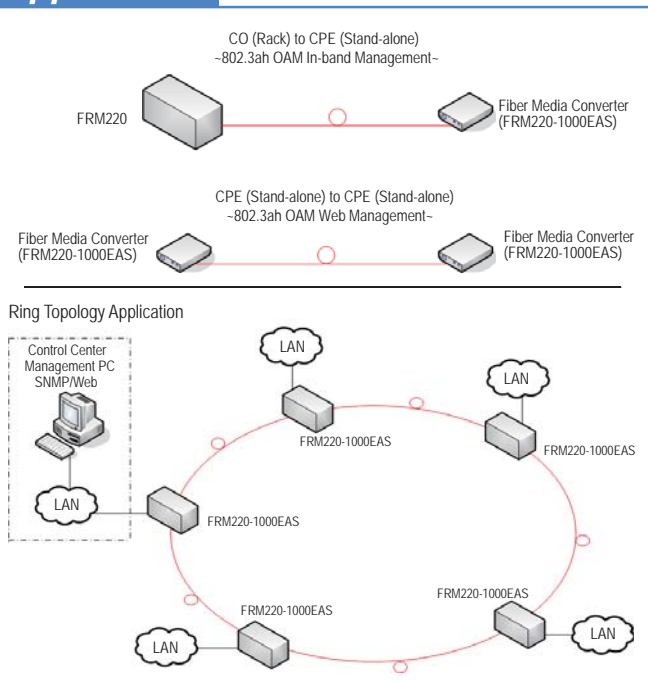 CO (Rack) to CPE (Stand-alone)
~802.3ah OAM In-band Management~
FRM220
Fiber Media Converter
(FRM220-1000EAS)
CPE (Stand-alone) to CPE (Stand-alone)
~802.3ah OAM Web Management~
Fiber Media Converter
(FRM220-1000EAS)
Fiber Media Converter
(FRM220-1000EAS)
Ring Topology Application
Control Center
Management PC
SNMP/Web
LAN
LAN
FRM220-1000EAS
LAN
FRM220-1000EAS
FRM220-1000EAS
FRM220-1000EAS
LAN
FRM220-1000EAS
LAN